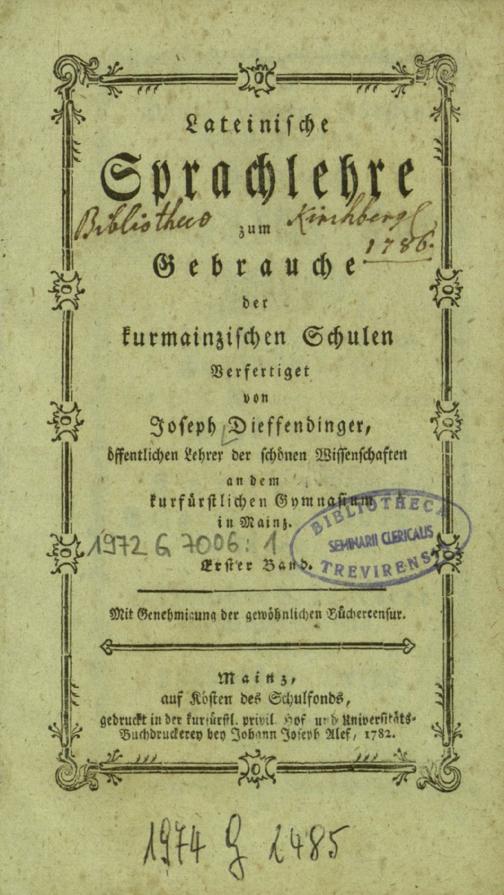 Lateinische
Sprachlehre
Bibliothec
zum
Kirchberg
1786.
Gebrauche
der
kurmainzischen Schulen
Verfertiget
von
Joseph Dieffendinger,
öffentlichen Lehrer der schönen Wissenschaften
an dem
kurfürstlichen Gymnasium
in Mainz.
1972 G 7006: 1
BIBLIOTHECA
SEMINARII CLERICALIS
TREVIRENSIS
Erster Band.
Mit Genehmigung der gewöhnlichen Büchercensur.
Mainz,
auf Kosten des Schulfonds,
gedruckt in der kurfürstl. privil. Hof und Universitäts-
Buchdruckerey bey Johann Joseph Alef, 1782.
1974 G 2485